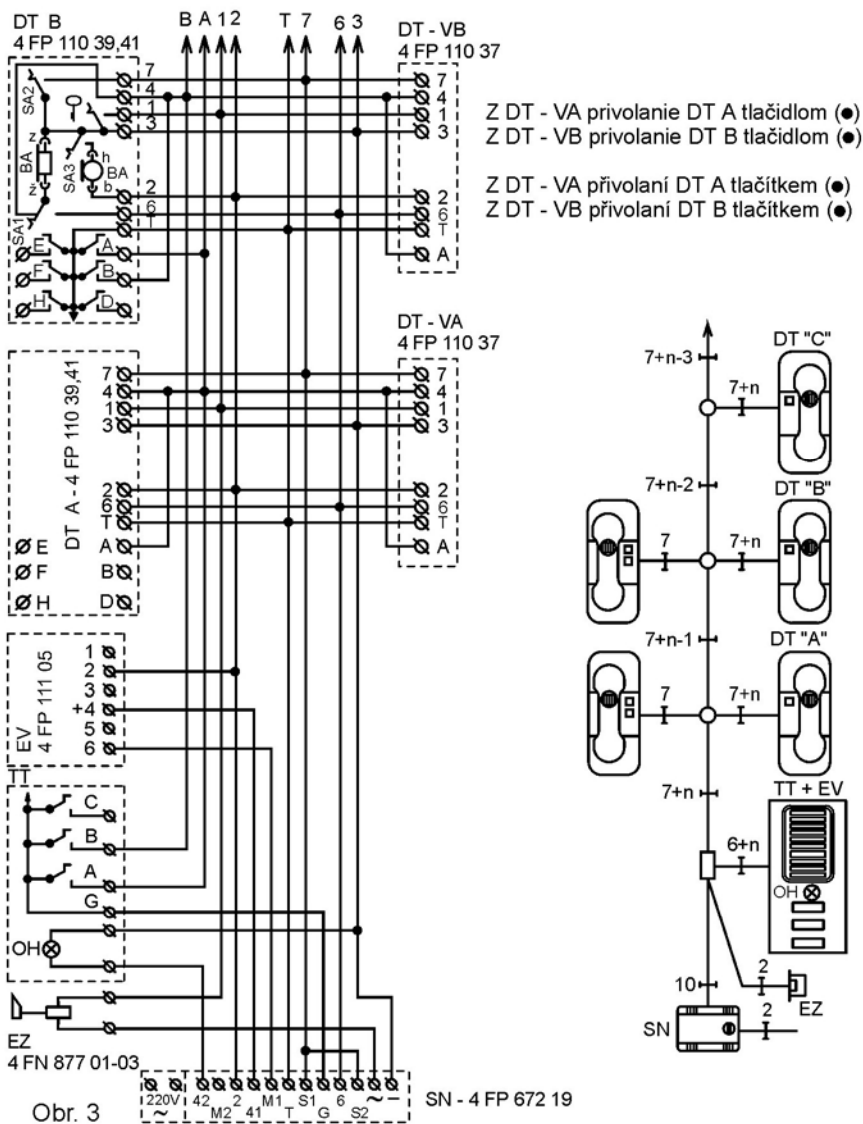 DT B
4 FP 110 39,41
B A 1 2 T 7 6 3
DT - VB
4 FP 110 37
7
4
1
3
2
6
T
SA2
z
BA
ž
SA3
h
BA
b
SA1
E
F
H
A
B
D
7
4
1
3
2
6
T
A
Z DT - VA privolanie DT A tlačidlom (●)
Z DT - VB privolanie DT B tlačidlom (●)
Z DT - VA přivolaní DT A tlačítkem (●)
Z DT - VB přivolaní DT B tlačítkem (●)
DT - VA
4 FP 110 37
DT A - 4 FP 110 39,41
7
4
1
3
2
6
T
A
B
D
E
F
H
7
4
1
3
2
6
T
A
EV
4 FP 111 05
1
2
3
+4
5
6
TT
C
B
A
G
OH
EZ
4 FN 877 01-03
220V
~
42
M2
2
41
M1
T
S1
G
6
S2
~
–
SN - 4 FP 672 19
Obr. 3
DT "C"
7+n-3
7+n
7+n-2
DT "B"
7
7+n
7+n-1
DT "A"
7
7+n
7+n
TT + EV
6+n
OH
10
2
EZ
SN
2